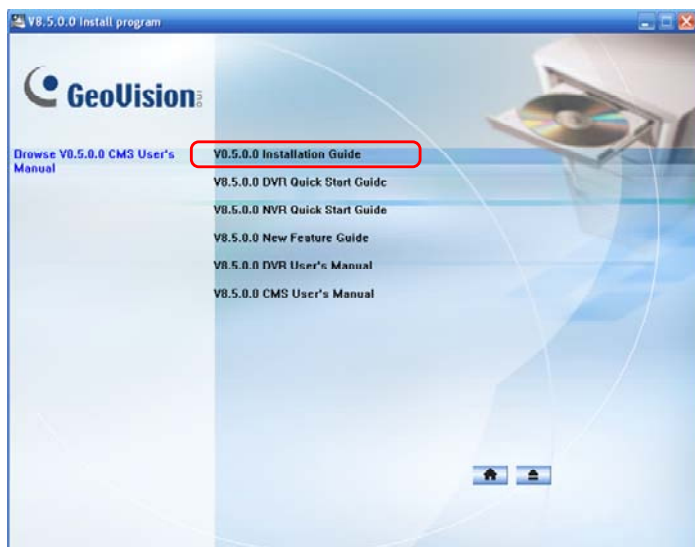 V8.5.0.0 Install program
GeoVision
Browse V8.5.0.0 CMS User's
Manual
V8.5.0.0 Installation Guide
V8.5.0.0 DVR Quick Start Guide
V8.5.0.0 NVR Quick Start Guide
V8.5.0.0 New Feature Guide
V8.5.0.0 DVR User's Manual
V8.5.0.0 CMS User's Manual